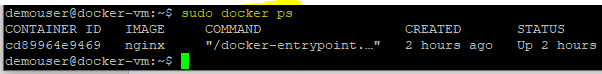 demouser@docker-vm:~$ sudo docker ps
CONTAINER ID IMAGE COMMAND CREATED STATUS
cd89964e9469 nginx "/docker-entrypoint.…" 2 hours ago Up 2 hours
demouser@docker-vm:~$